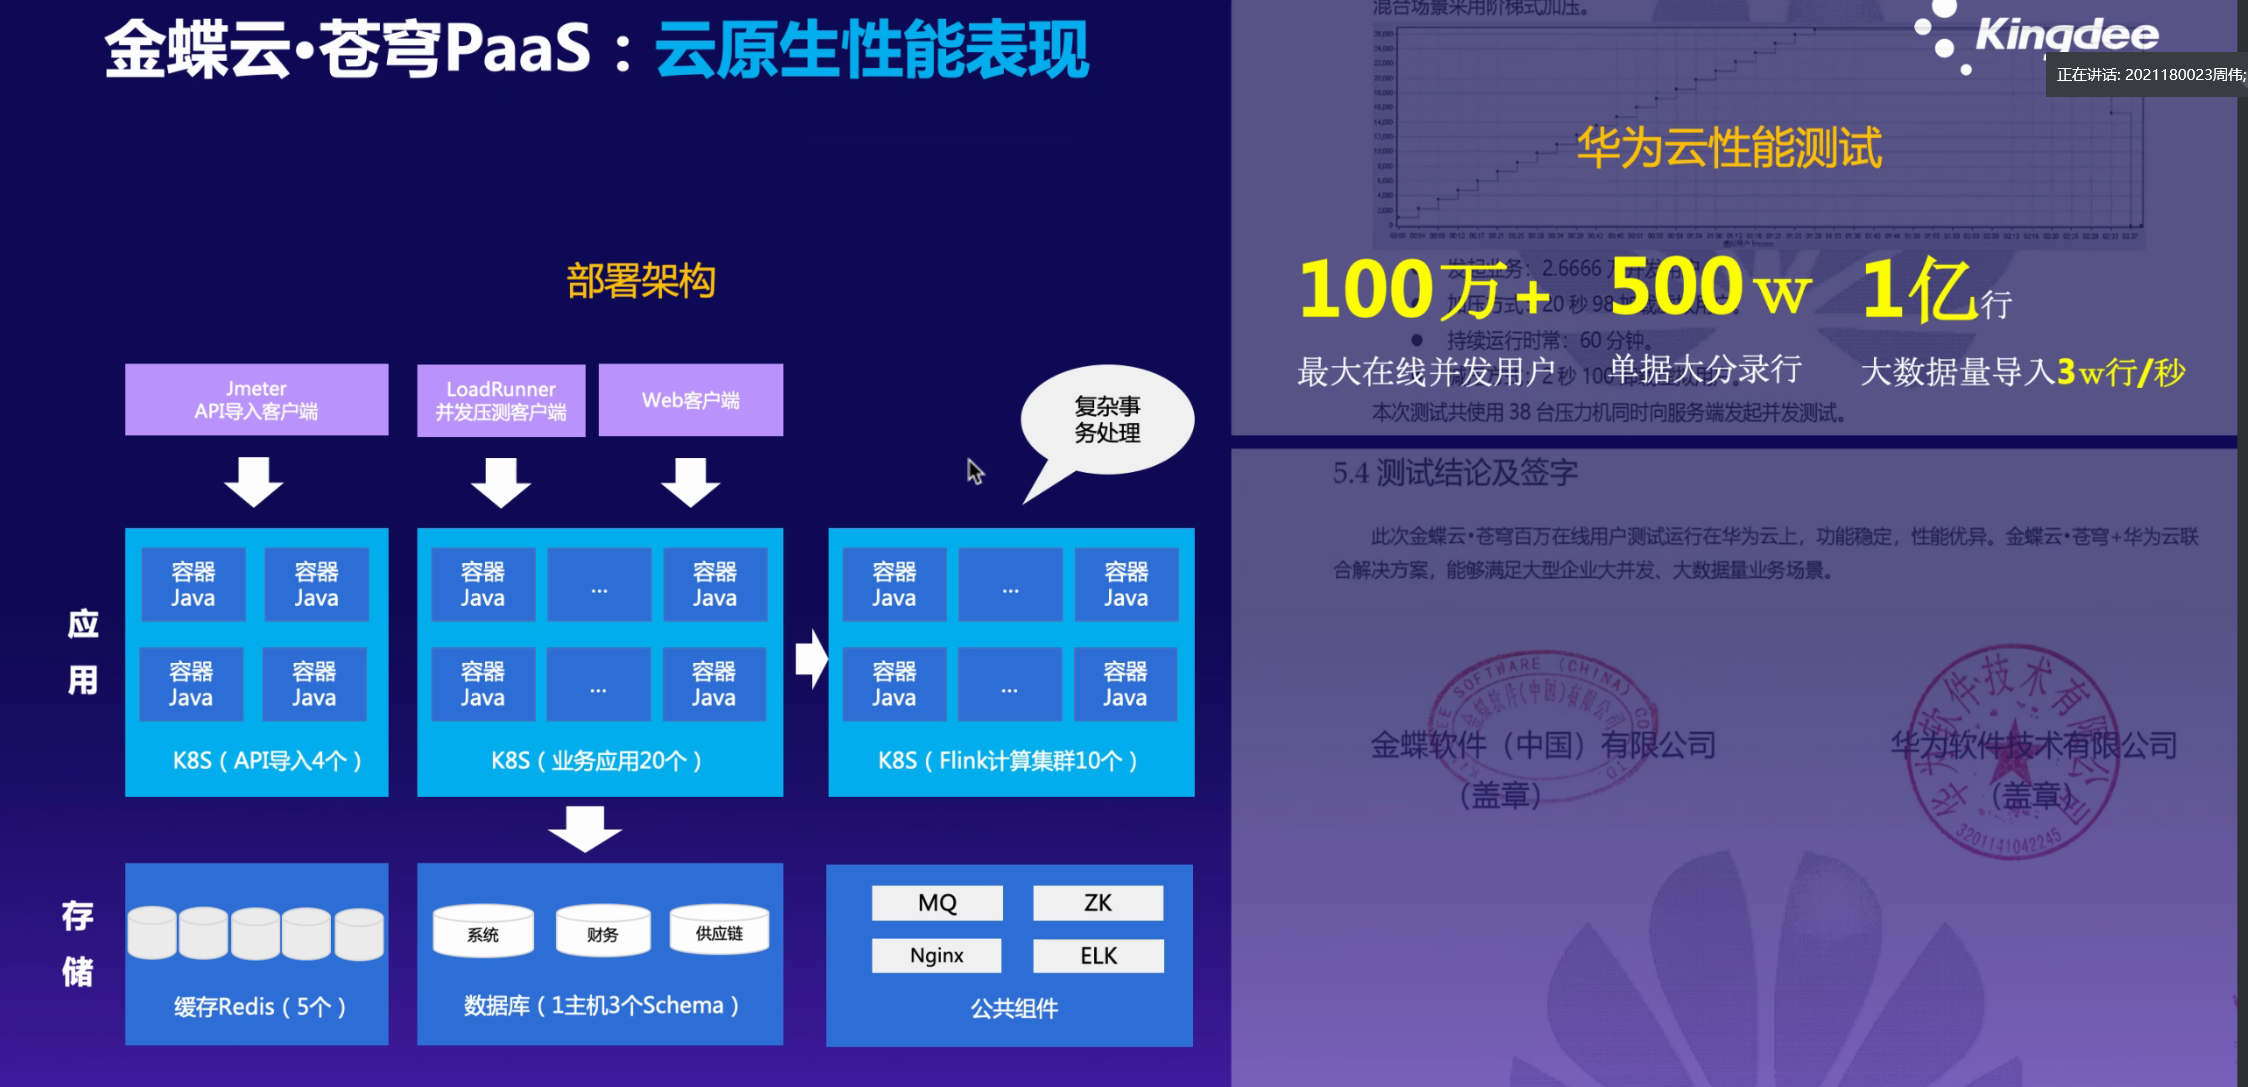 金蝶云·苍穹PaaS：云原生性能表现
Kingdee
正在讲话: 2021180023周伟;
部署架构
Jmeter
API导入客户端
LoadRunner
并发压测客户端
Web客户端
复杂事
务处理
应用
容器
Java
容器
Java
容器
Java
容器
Java
K8S（API导入4个）
容器
Java
...
容器
Java
容器
Java
...
容器
Java
K8S（业务应用20个）
容器
Java
...
容器
Java
容器
Java
...
容器
Java
K8S（Flink计算集群10个）
存储
缓存Redis（5个）
系统
财务
供应链
数据库（1主机3个Schema）
MQ
ZK
Nginx
ELK
公共组件
混合场景采用阶梯式加压。
华为云性能测试
100万+
最大在线并发用户
500w
单据大分录行
1亿行
大数据量导入3w行/秒
持续运行时常：60 分钟。
本次测试共使用 38 台压力机同时向服务端发起并发测试。
5.4 测试结论及签字
此次金蝶云·苍穹百万在线用户测试运行在华为云上，功能稳定，性能优异。金蝶云·苍穹+华为云联
合解决方案，能够满足大型企业大并发、大数据量业务场景。
金蝶软件（中国）有限公司
（盖章）
华为软件技术有限公司
（盖章）
3201141042245